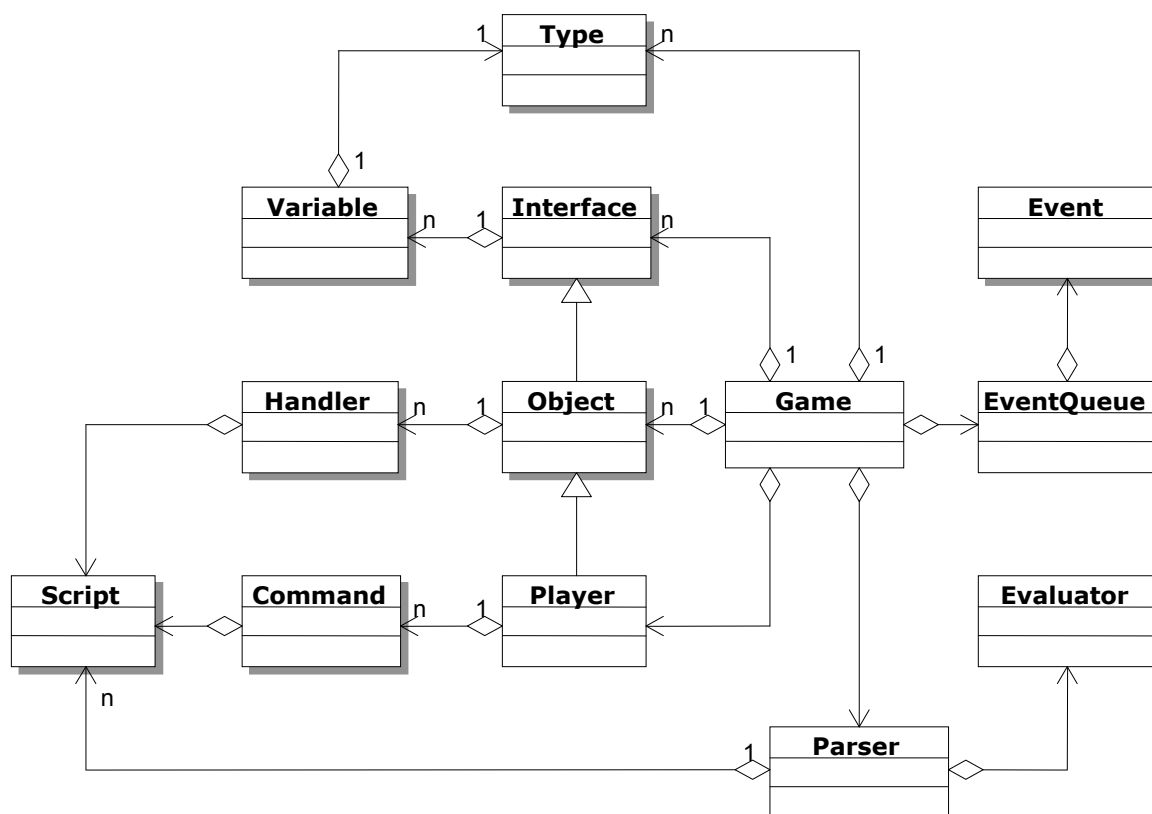 Type
1
n
1
1
Variable
Interface
Event
n
1
n
1
1
Handler
Object
Game
EventQueue
n
1
n
1
Script
Command
Player
Evaluator
n
1
n
Parser
1